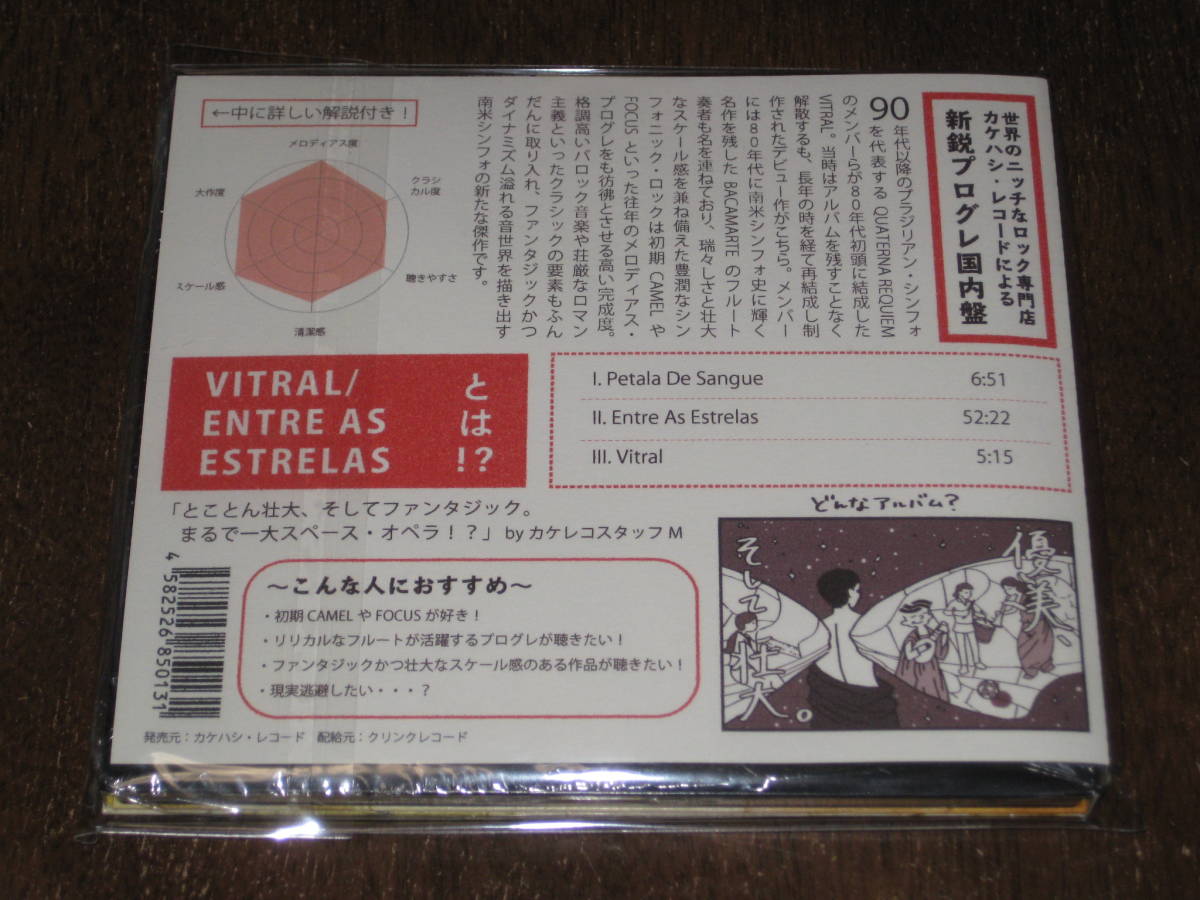 世界のニッチなロック専門店
カケハシ・レコードによる
新鋭プログレ国内盤
90年代以降のブラジリアン・シンフォ
を代表する QUATERNA REQUIEM
のメンバーらが80年代初頭に結成した
VITRAL。当時はアルバムを残すことなく
解散するも、長年の時を経て再結成し制
作されたデビュー作がこちら。メンバー
には80年代に南米シンフォ史に輝く
名作を残した BACAMARTE のフルート
奏者も名を連ねており、瑞々しさと壮大
なスケール感を兼ね備えた豊潤なシン
フォニック・ロックは初期 CAMEL や
FOCUS といった往年のメロディアス・
プログレをも彷彿とさせる高い完成度。
格調高いバロック音楽や荘厳なロマン
主義といったクラシックの要素もふん
だんに取り入れ、ファンタジックかつ
ダイナミズム溢れる音世界を描き出す
南米シンフォの新たな傑作です。
←中に詳しい解説付き！
メロディアス度
クラシ
カル度
聴きやすさ
清潔感
スケール感
大作度
VITRAL/
ENTRE AS
ESTRELAS
とは!?
I. Petala De Sangue 6:51
II. Entre As Estrelas 52:22
III. Vitral 5:15
「とことん壮大、そしてファンタジック。
まるで一大スペース・オペラ！？」by カケレコスタッフ M
～こんな人におすすめ～
・初期 CAMEL や FOCUS が好き！
・リリカルなフルートが活躍するプログレが聴きたい！
・ファンタジックかつ壮大なスケール感のある作品が聴きたい！
・現実逃避したい・・・？
どんなアルバム？
優美、
そして壮大。
4 582526 850131
発売元：カケハシ・レコード 配給元：クリンクレコード